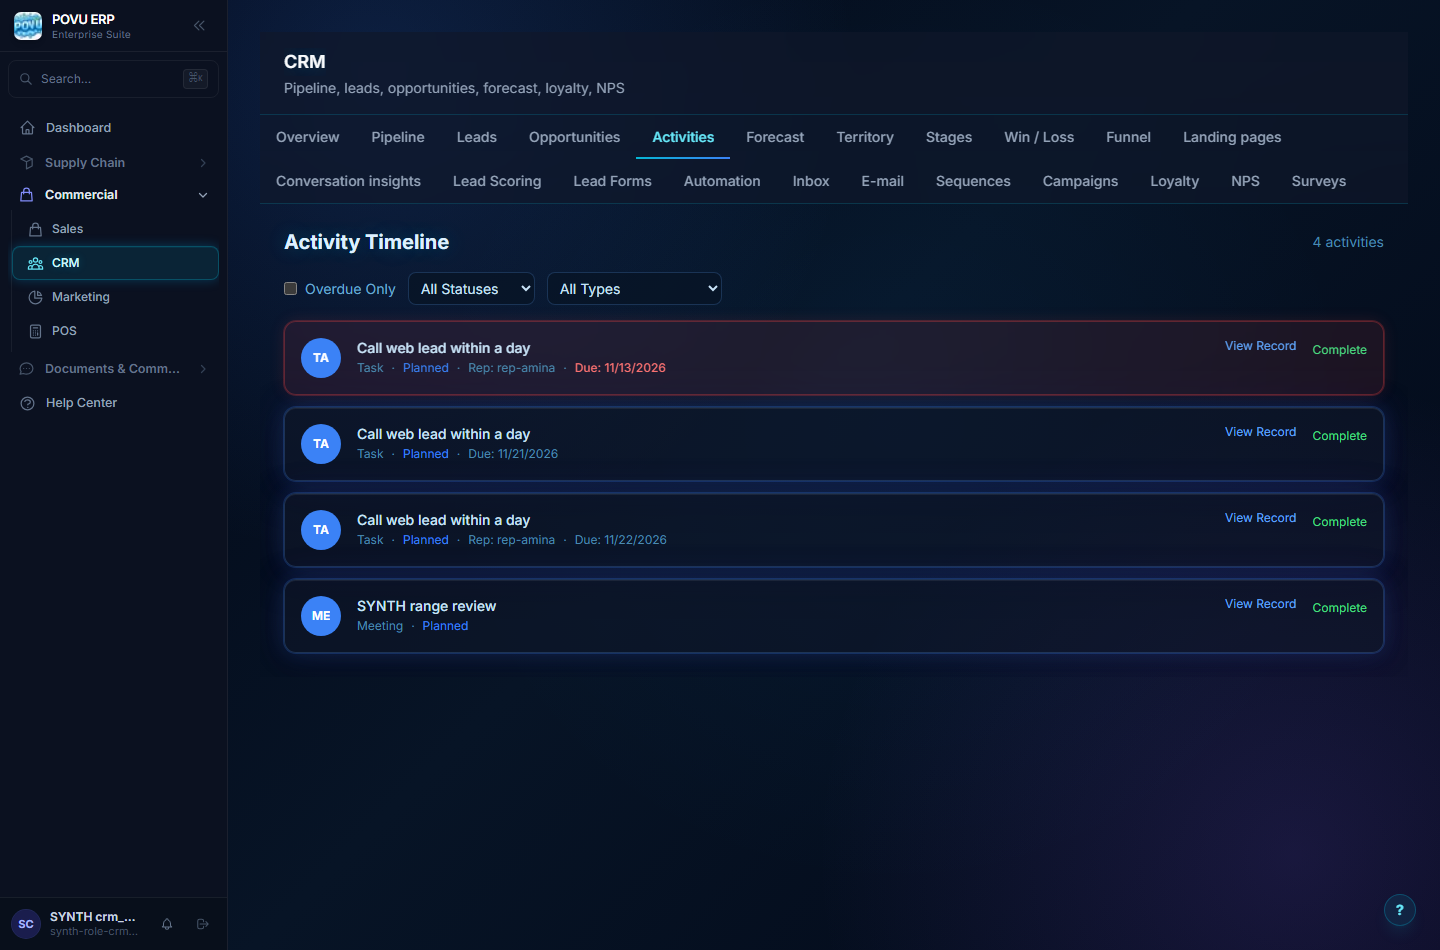 POVU ERP
Enterprise Suite
Search...
⌘K
Dashboard
Supply Chain
Commercial
Sales
CRM
Marketing
POS
Documents & Comm...
Help Center
SC
SYNTH crm_...
synth-role-crm...
CRM
Pipeline, leads, opportunities, forecast, loyalty, NPS
Overview Pipeline Leads Opportunities Activities Forecast Territory Stages Win / Loss Funnel Landing pages
Conversation insights Lead Scoring Lead Forms Automation Inbox E-mail Sequences Campaigns Loyalty NPS Surveys
Activity Timeline
4 activities
Overdue Only All Statuses All Types
TA
Call web lead within a day
Task · Planned · Rep: rep-amina · Due: 11/13/2026
View Record Complete
TA
Call web lead within a day
Task · Planned · Due: 11/21/2026
View Record Complete
TA
Call web lead within a day
Task · Planned · Rep: rep-amina · Due: 11/22/2026
View Record Complete
ME
SYNTH range review
Meeting · Planned
View Record Complete
?